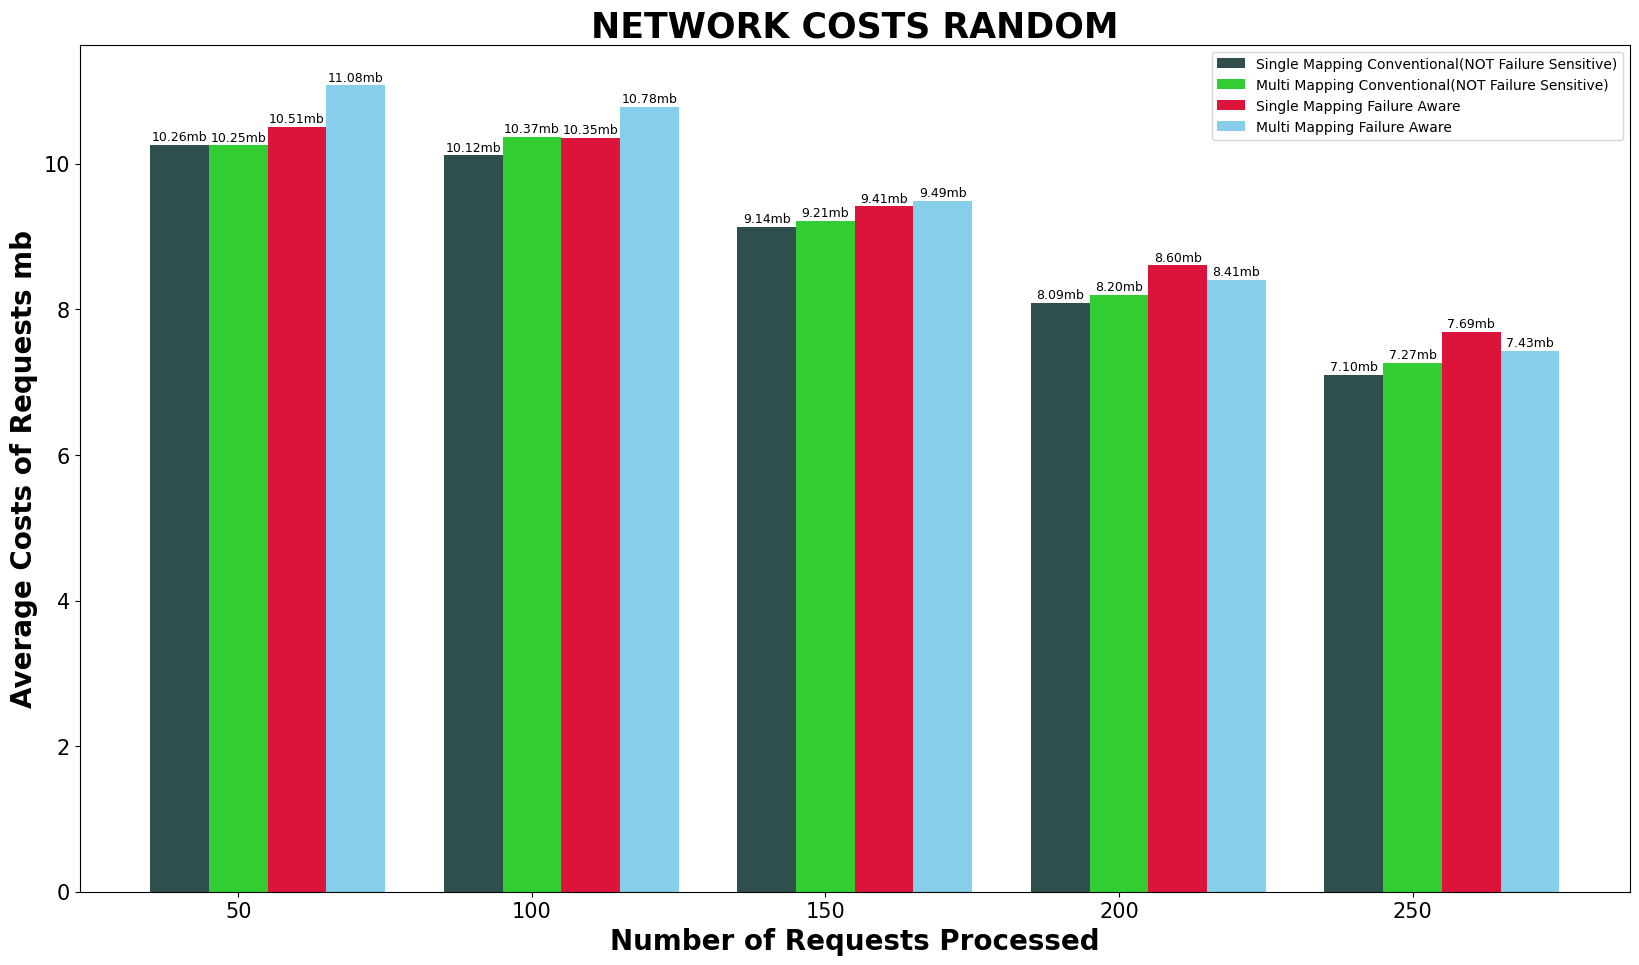 NETWORK COSTS RANDOM
Single Mapping Conventional(NOT Failure Sensitive)
Multi Mapping Conventional(NOT Failure Sensitive)
Single Mapping Failure Aware
Multi Mapping Failure Aware
Average Costs of Requests mb
10
8
6
4
2
0
10.26mb
10.25mb
10.51mb
11.08mb
10.12mb
10.37mb
10.35mb
10.78mb
9.14mb
9.21mb
9.41mb
9.49mb
8.09mb
8.20mb
8.60mb
8.41mb
7.10mb
7.27mb
7.69mb
7.43mb
50
100
150
200
250
Number of Requests Processed